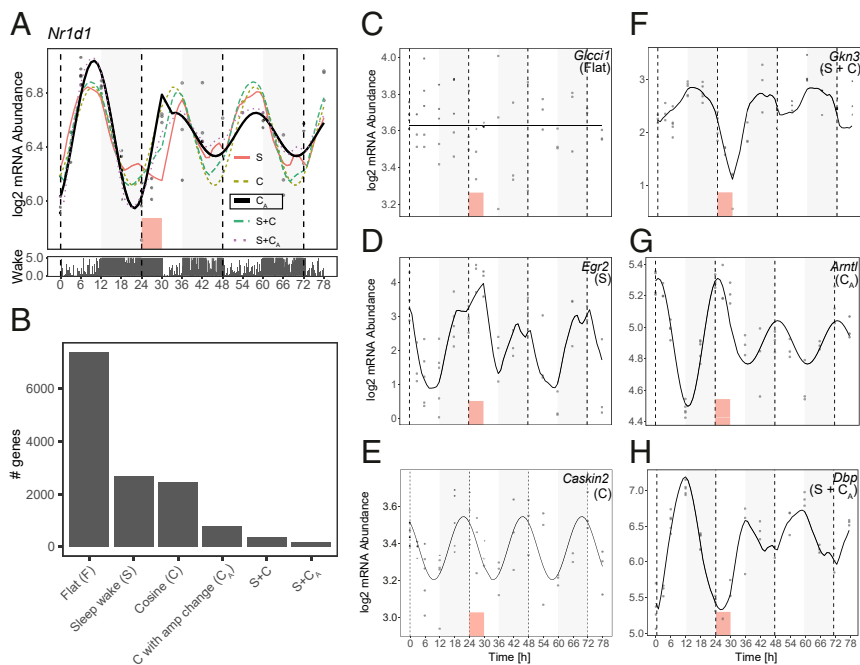 A
Nr1d1
log2 mRNA Abundance
6.8
6.4
6.0
S
C
C_A
S+C
S+C_A
Wake
5.0
0.0
0 6 12 18 24 30 36 42 48 54 60 66 72 78
B
# genes
6000
4000
2000
0
Flat (F)
Sleep wake (S)
Cosine (C)
C with amp change (C_A)
S+C
S+C_A
C
Glcci1
(Flat)
log2 mRNA Abundance
4.0
3.8
3.6
3.4
3.2
D
Egr2
(S)
log2 mRNA Abundance
4
3
2
1
0
E
Caskin2
(C)
log2 mRNA Abundance
3.6
3.4
3.2
3.0
0 6 12 18 24 30 36 42 48 54 60 66 72 78
Time [h]
F
Gkn3
(S + C)
3
2
1
G
Arntl
(C_A)
5.4
5.2
5.0
4.8
4.6
4.4
H
Dbp
(S + C_A)
7.0
6.5
6.0
5.5
5.0
0 6 12 18 24 30 36 42 48 54 60 66 72 78
Time [h]